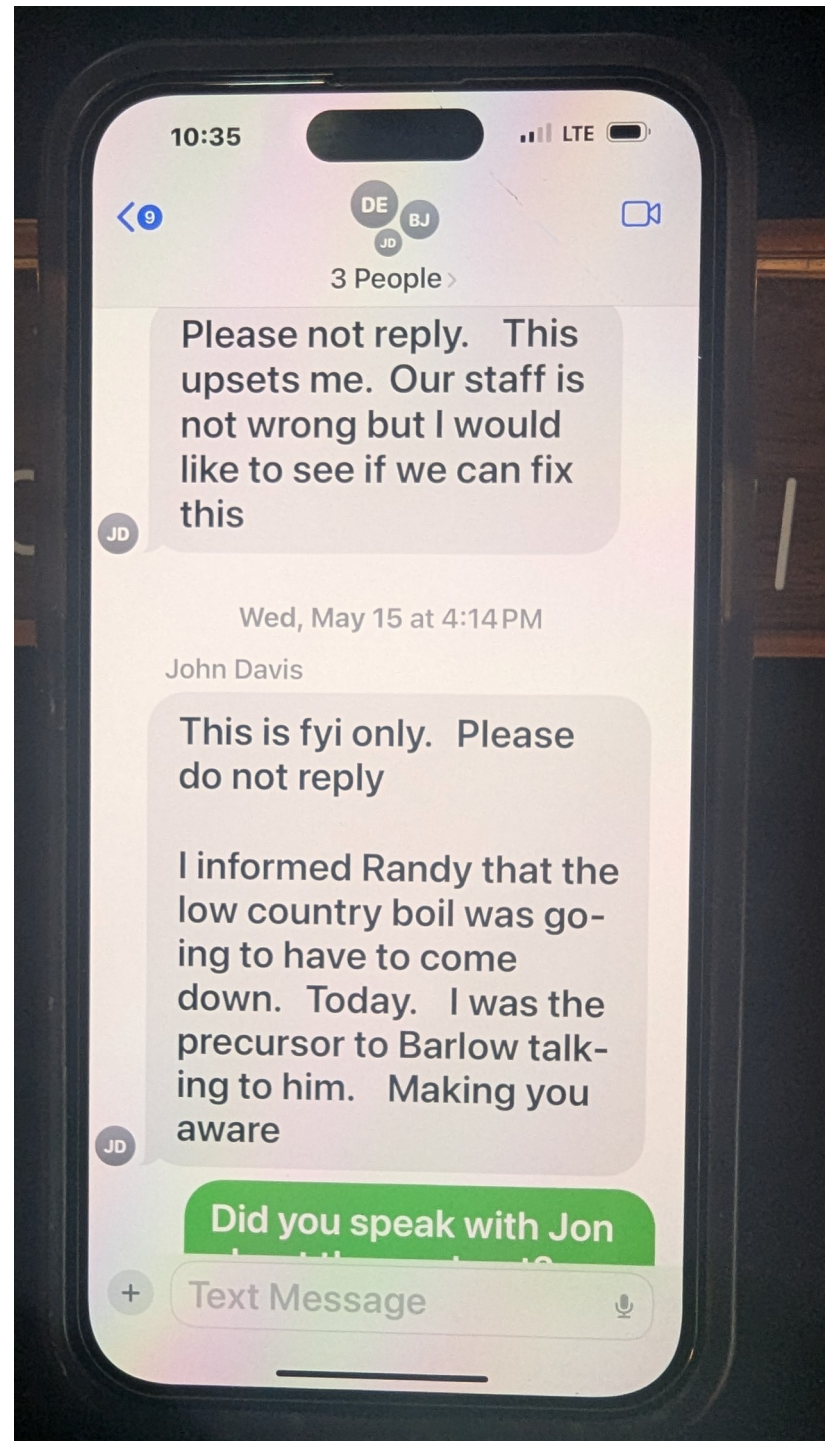 10:35
LTE
9
DE
BJ
JD
3 People
Please not reply. This
upsets me. Our staff is
not wrong but I would
like to see if we can fix
this
JD
Wed, May 15 at 4:14 PM
John Davis
This is fyi only. Please
do not reply
I informed Randy that the
low country boil was go-
ing to have to come
down. Today. I was the
precursor to Barlow talk-
ing to him. Making you
aware
JD
Did you speak with Jon
Text Message